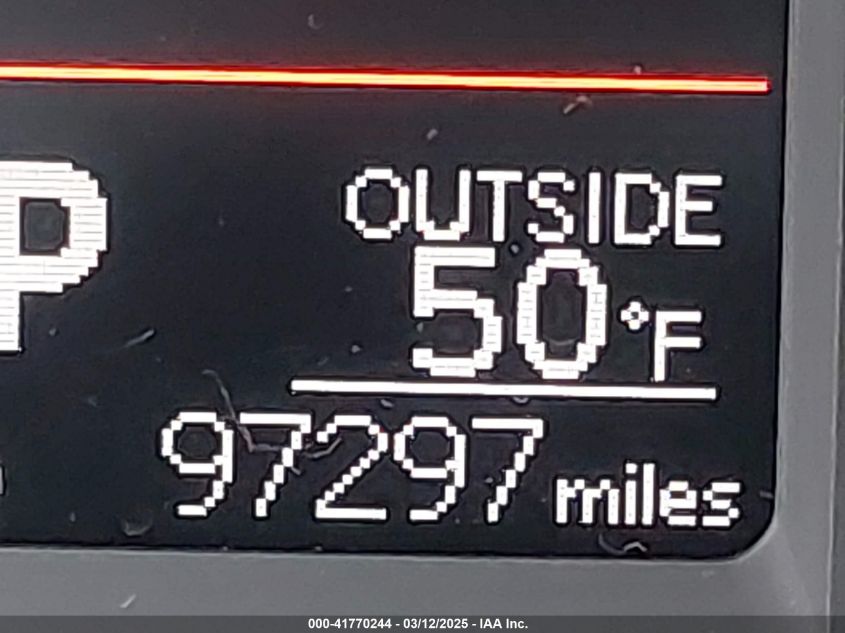 P
OUTSIDE
50°F
97297 miles
000-41770244 - 03/12/2025 - IAA Inc.